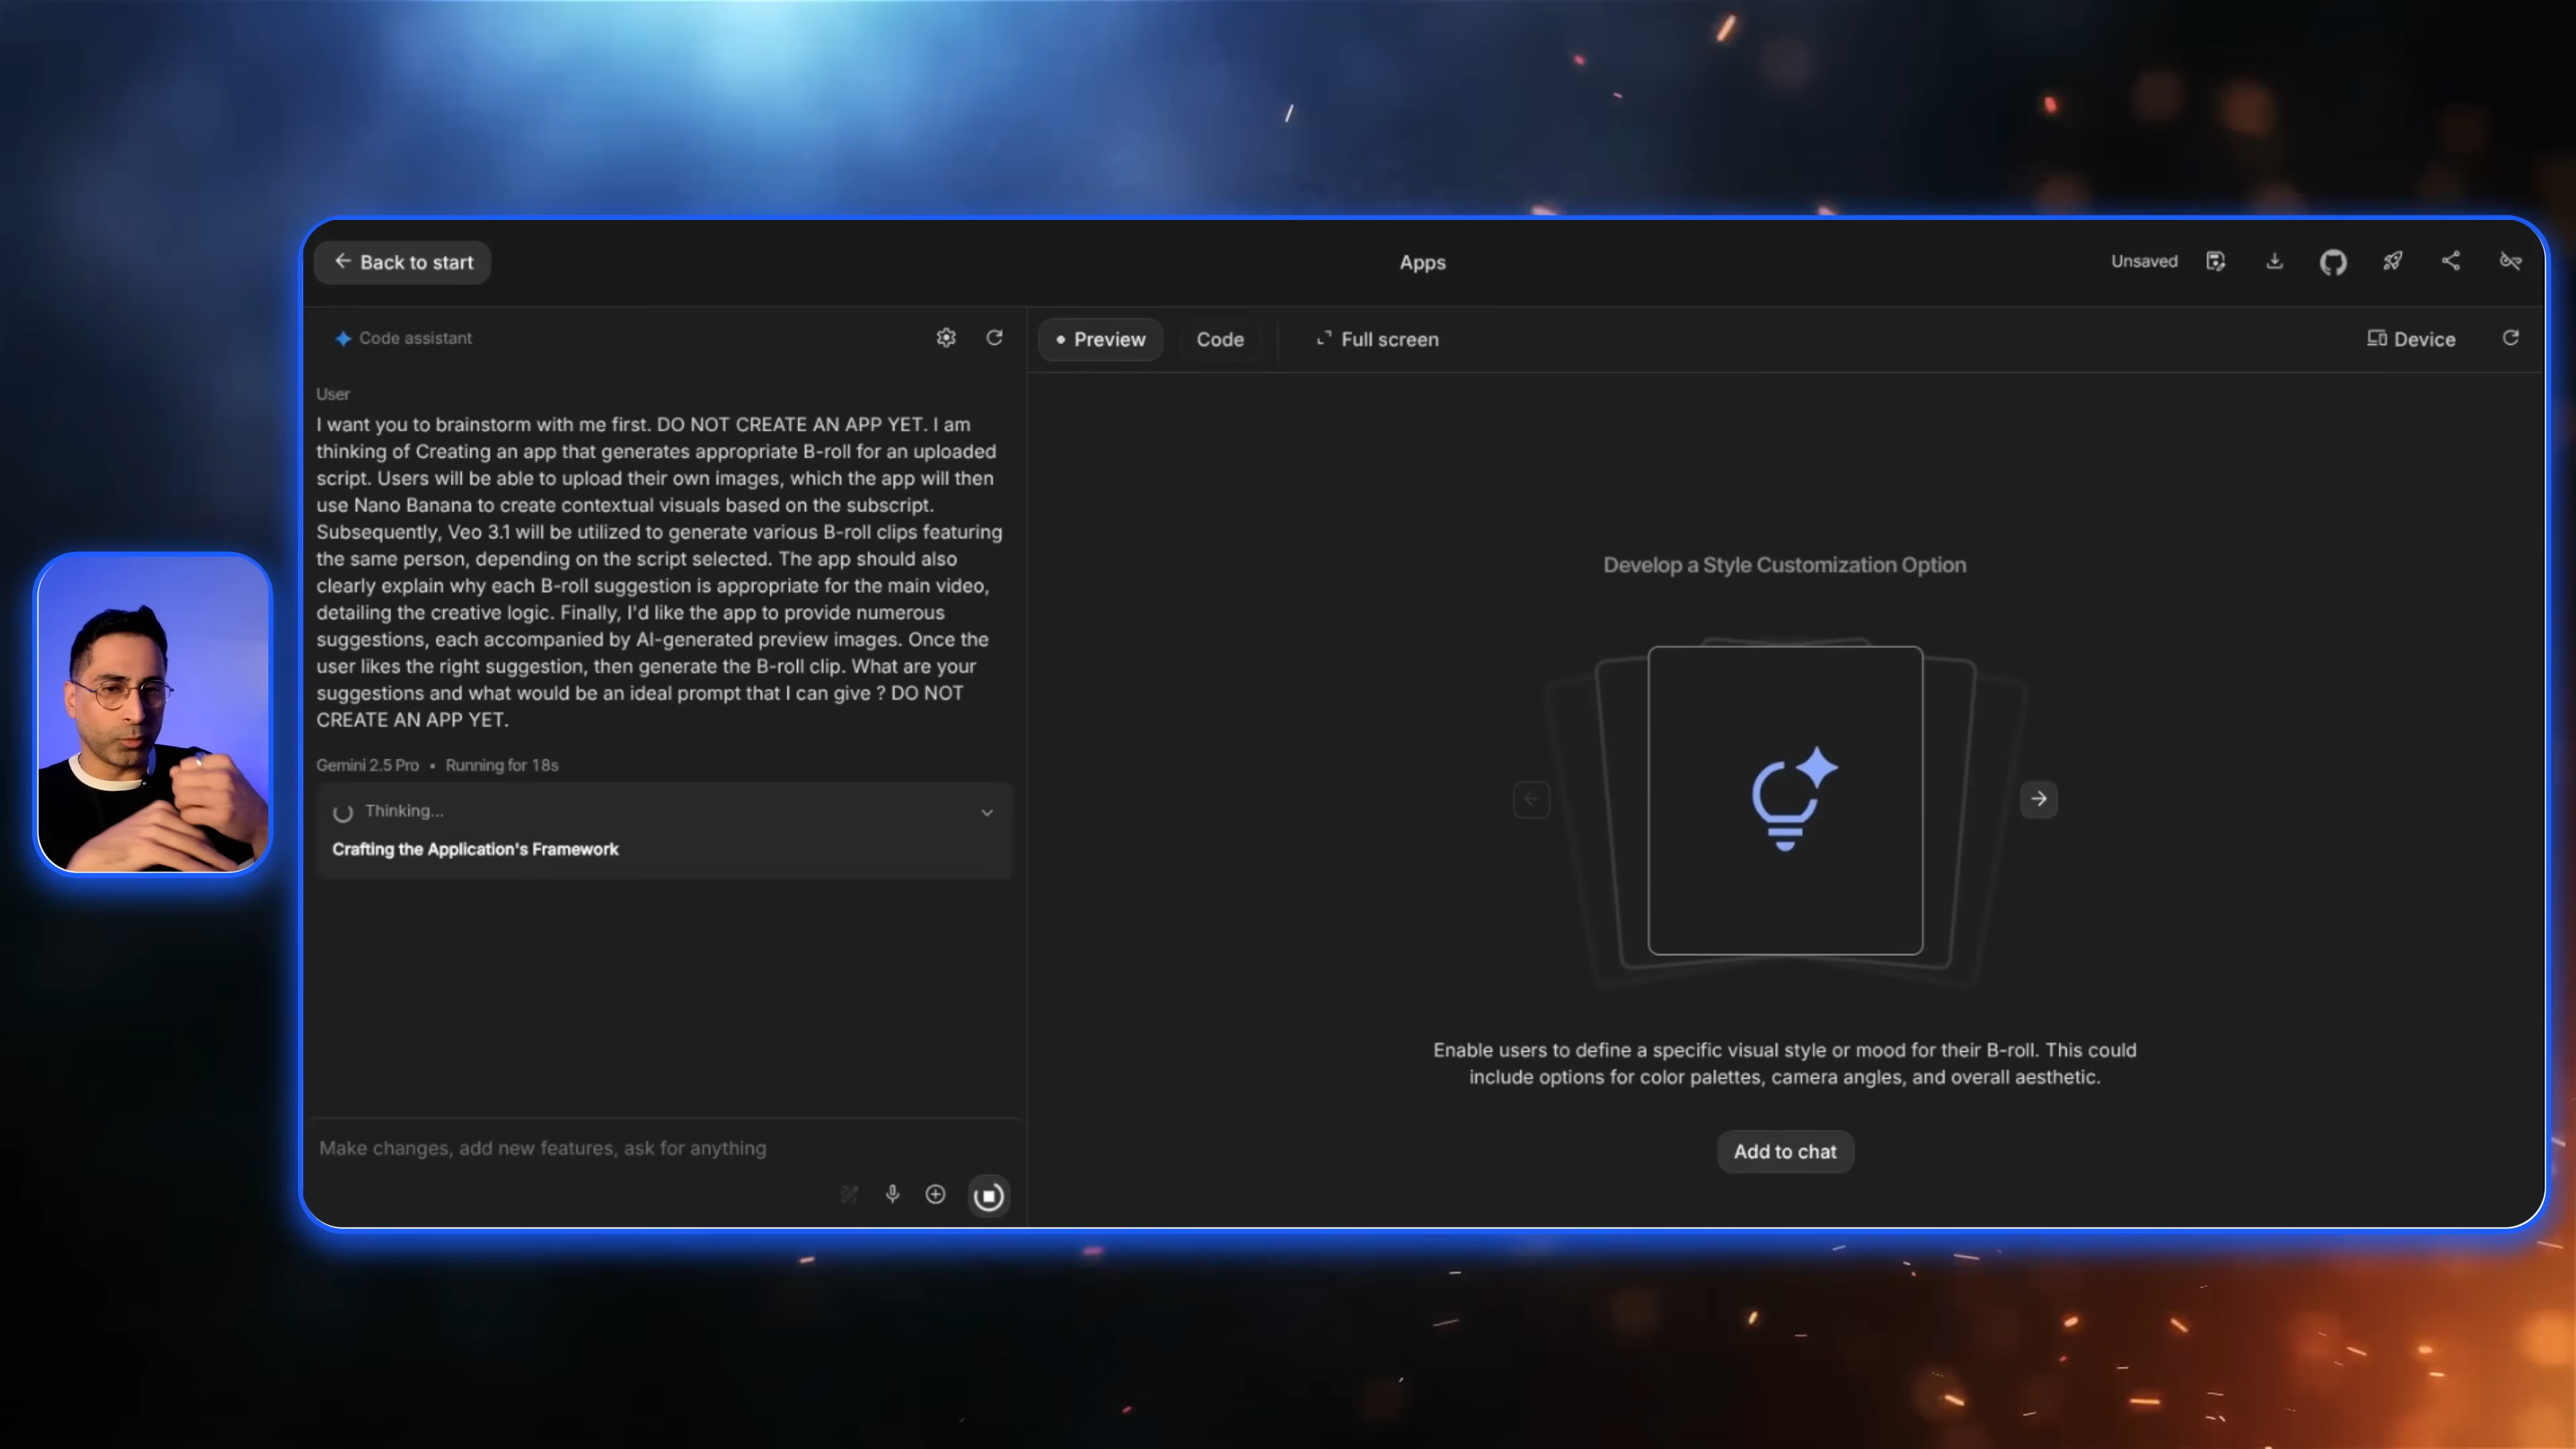 Back to start
Apps
Unsaved
Code assistant
Preview
Code
Full screen
Device
User
I want you to brainstorm with me first. DO NOT CREATE AN APP YET. I am
thinking of Creating an app that generates appropriate B-roll for an uploaded
script. Users will be able to upload their own images, which the app will then
use Nano Banana to create contextual visuals based on the subscript.
Subsequently, Veo 3.1 will be utilized to generate various B-roll clips featuring
the same person, depending on the script selected. The app should also
clearly explain why each B-roll suggestion is appropriate for the main video,
detailing the creative logic. Finally, I'd like the app to provide numerous
suggestions, each accompanied by AI-generated preview images. Once the
user likes the right suggestion, then generate the B-roll clip. What are your
suggestions and what would be an ideal prompt that I can give ? DO NOT
CREATE AN APP YET.
Gemini 2.5 Pro • Running for 18s
Thinking...
Crafting the Application's Framework
Make changes, add new features, ask for anything
Develop a Style Customization Option
Enable users to define a specific visual style or mood for their B-roll. This could
include options for color palettes, camera angles, and overall aesthetic.
Add to chat